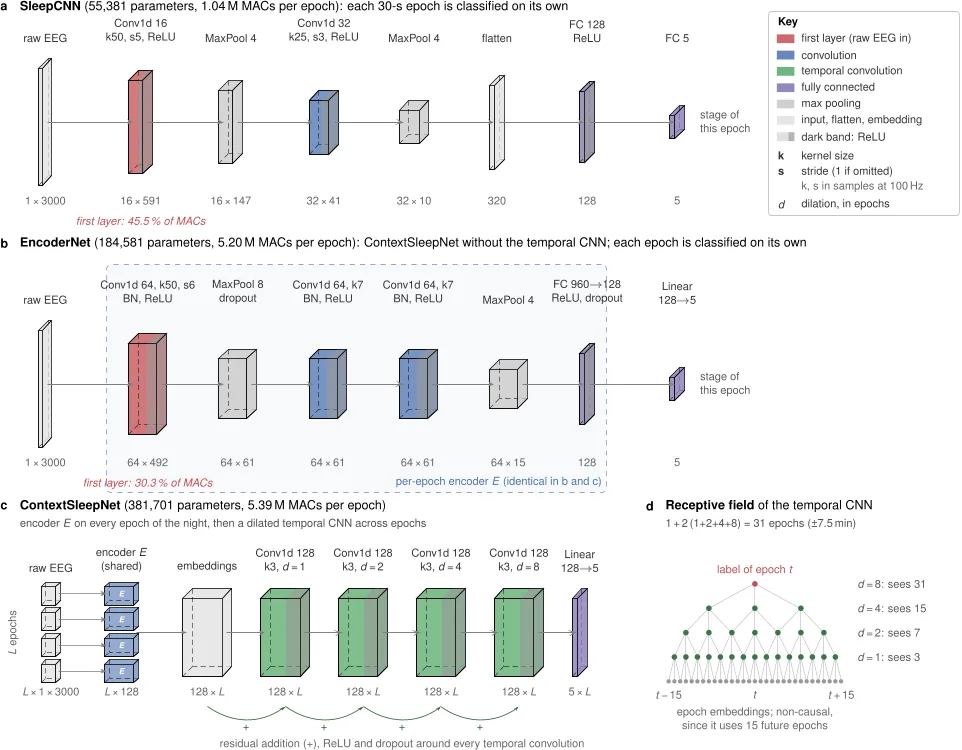 a SleepCNN (55,381 parameters, 1.04 M MACs per epoch): each 30-s epoch is classified on its own
raw EEG
Conv1d 16
k50, s5, ReLU
MaxPool 4
Conv1d 32
k25, s3, ReLU
MaxPool 4
flatten
FC 128
ReLU
FC 5
stage of
this epoch
1 × 3000
16 × 591
16 × 147
32 × 41
32 × 10
320
128
5
first layer: 45.5 % of MACs
Key
first layer (raw EEG in)
convolution
temporal convolution
fully connected
max pooling
input, flatten, embedding
dark band: ReLU
k kernel size
s stride (1 if omitted)
k, s in samples at 100 Hz
d dilation, in epochs
b EncoderNet (184,581 parameters, 5.20 M MACs per epoch): ContextSleepNet without the temporal CNN; each epoch is classified on its own
raw EEG
Conv1d 64, k50, s6
BN, ReLU
MaxPool 8
dropout
Conv1d 64, k7
BN, ReLU
Conv1d 64, k7
BN, ReLU
MaxPool 4
FC 960→128
ReLU, dropout
Linear
128→5
stage of
this epoch
1 × 3000
64 × 492
64 × 61
64 × 61
64 × 61
64 × 15
128
5
first layer: 30.3 % of MACs
per-epoch encoder E (identical in b and c)
c ContextSleepNet (381,701 parameters, 5.39 M MACs per epoch)
encoder E on every epoch of the night, then a dilated temporal CNN across epochs
raw EEG
encoder E
(shared)
embeddings
Conv1d 128
k3, d = 1
Conv1d 128
k3, d = 2
Conv1d 128
k3, d = 4
Conv1d 128
k3, d = 8
Linear
128→5
L epochs
E
E
E
E
L × 1 × 3000
L × 128
128 × L
128 × L
128 × L
128 × L
128 × L
5 × L
+
+
+
+
residual addition (+), ReLU and dropout around every temporal convolution
d Receptive field of the temporal CNN
1 + 2 (1+2+4+8) = 31 epochs (±7.5 min)
label of epoch t
d = 8: sees 31
d = 4: sees 15
d = 2: sees 7
d = 1: sees 3
t − 15
t
t + 15
epoch embeddings; non-causal,
since it uses 15 future epochs